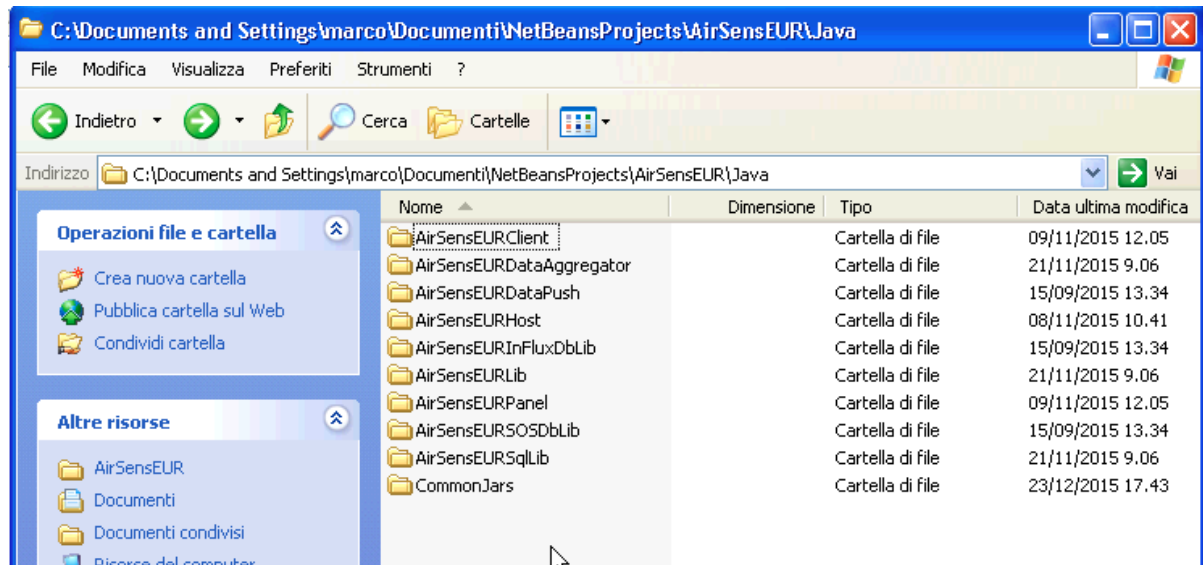 C:\Documents and Settings\marco\Documenti\NetBeansProjects\AirSensEUR\Java
File Modifica Visualizza Preferiti Strumenti ?
Indietro Cerca Cartelle
Indirizzo C:\Documents and Settings\marco\Documenti\NetBeansProjects\AirSensEUR\Java Vai
Operazioni file e cartella
Crea nuova cartella
Pubblica cartella sul Web
Condividi cartella
Altre risorse
AirSensEUR
Documenti
Documenti condivisi
Risorse del computer
Nome Dimensione Tipo Data ultima modifica
AirSensEURClient Cartella di file 09/11/2015 12.05
AirSensEURDataAggregator Cartella di file 21/11/2015 9.06
AirSensEURDataPush Cartella di file 15/09/2015 13.34
AirSensEURHost Cartella di file 08/11/2015 10.41
AirSensEURInFluxDbLib Cartella di file 15/09/2015 13.34
AirSensEURLib Cartella di file 21/11/2015 9.06
AirSensEURPanel Cartella di file 09/11/2015 12.05
AirSensEURSOSDbLib Cartella di file 15/09/2015 13.34
AirSensEURSqlLib Cartella di file 21/11/2015 9.06
CommonJars Cartella di file 23/12/2015 17.43